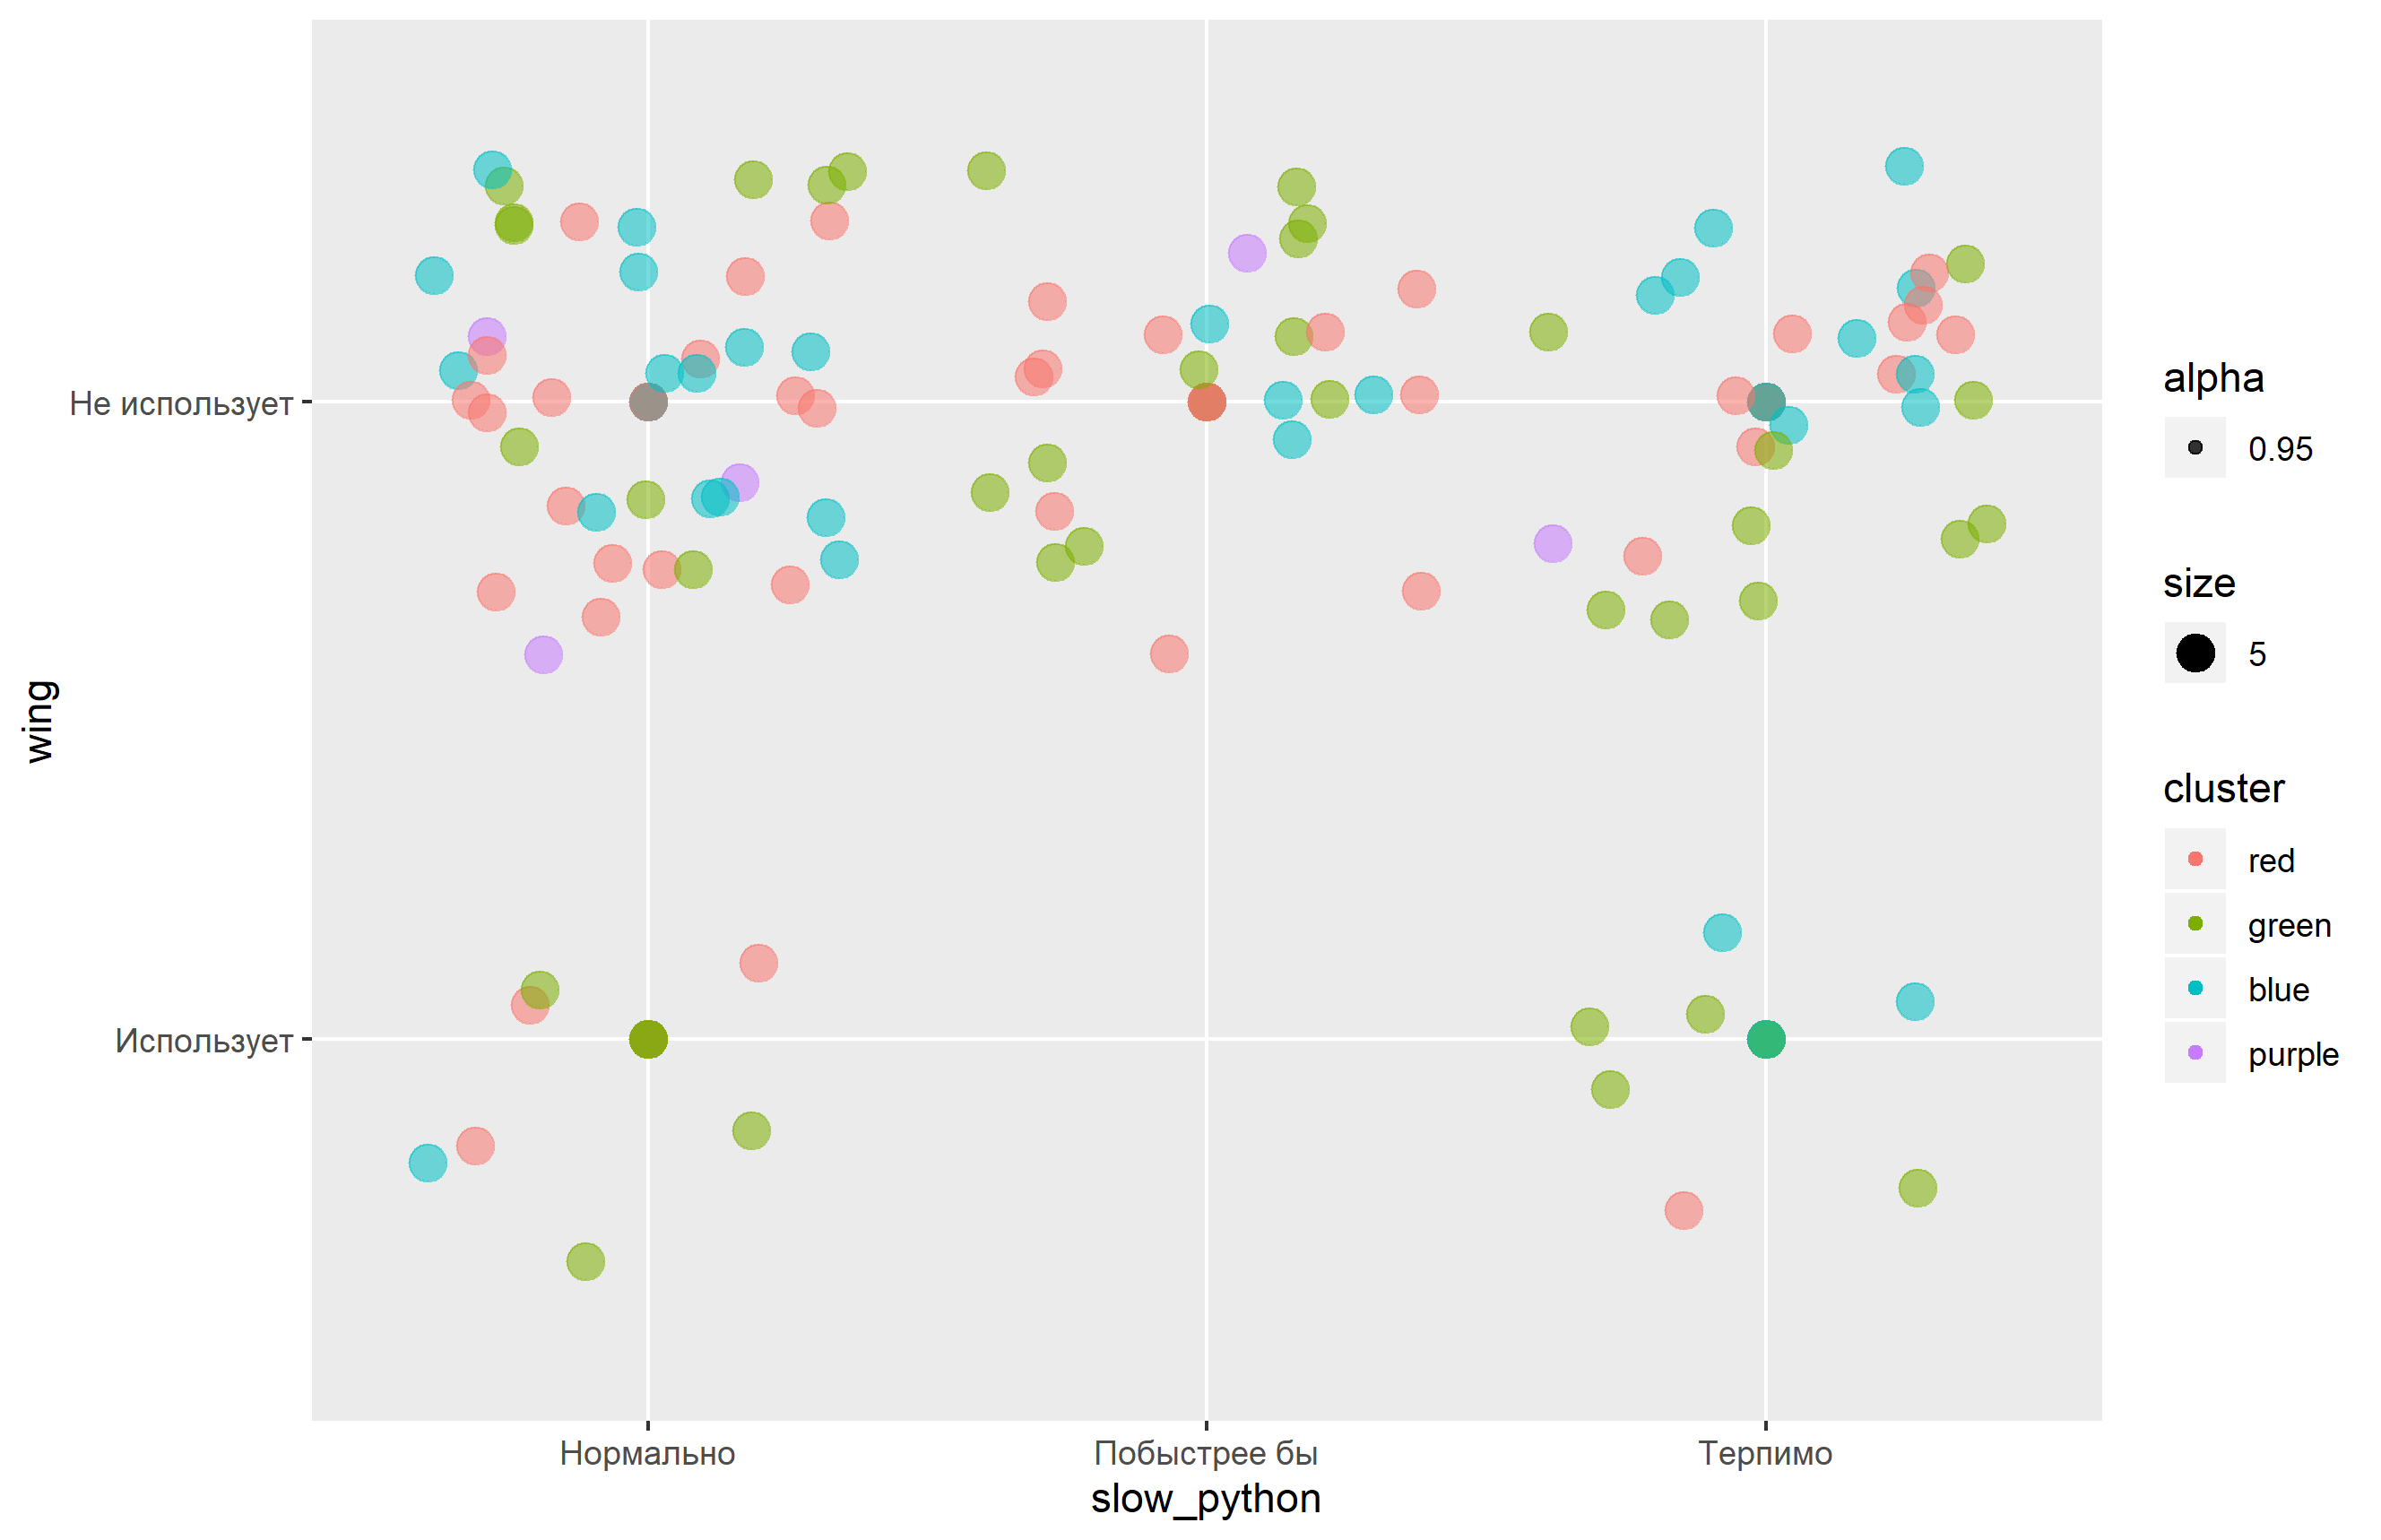 wing
Не использует
Использует
Нормально
Побыстрее бы
Терпимо
slow_python
alpha
0.95
size
5
cluster
red
green
blue
purple